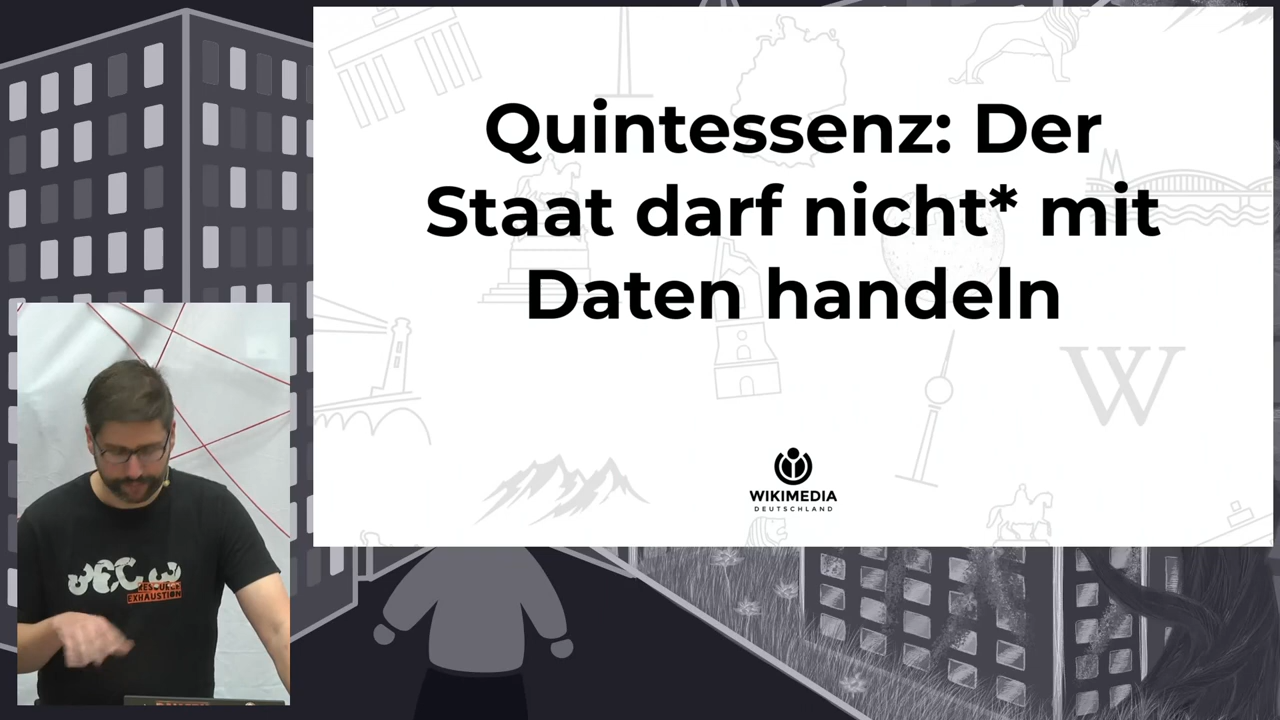 Quintessenz: Der
Staat darf nicht* mit
Daten handeln
W
WIKIMEDIA
DEUTSCHLAND
RESOURCE
EXHAUSTION